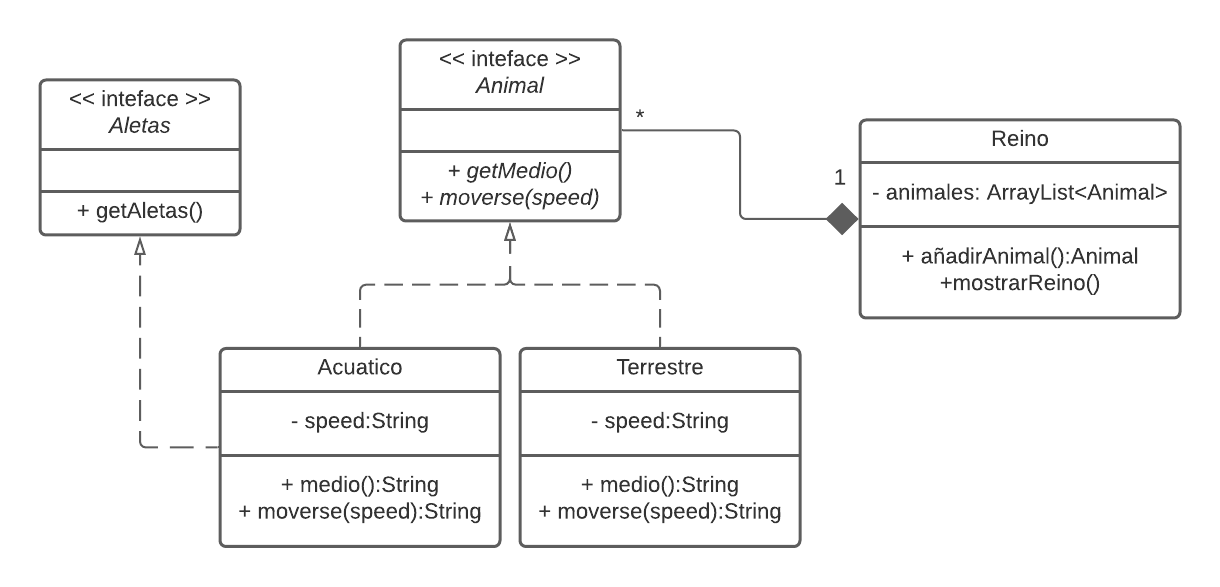 << inteface >>
Aletas
+ getAletas()
<< inteface >>
Animal
+ getMedio()
+ moverse(speed)
*
1
Reino
- animales: ArrayList<Animal>
+ añadirAnimal():Animal
+mostrarReino()
Acuatico
- speed:String
+ medio():String
+ moverse(speed):String
Terrestre
- speed:String
+ medio():String
+ moverse(speed):String